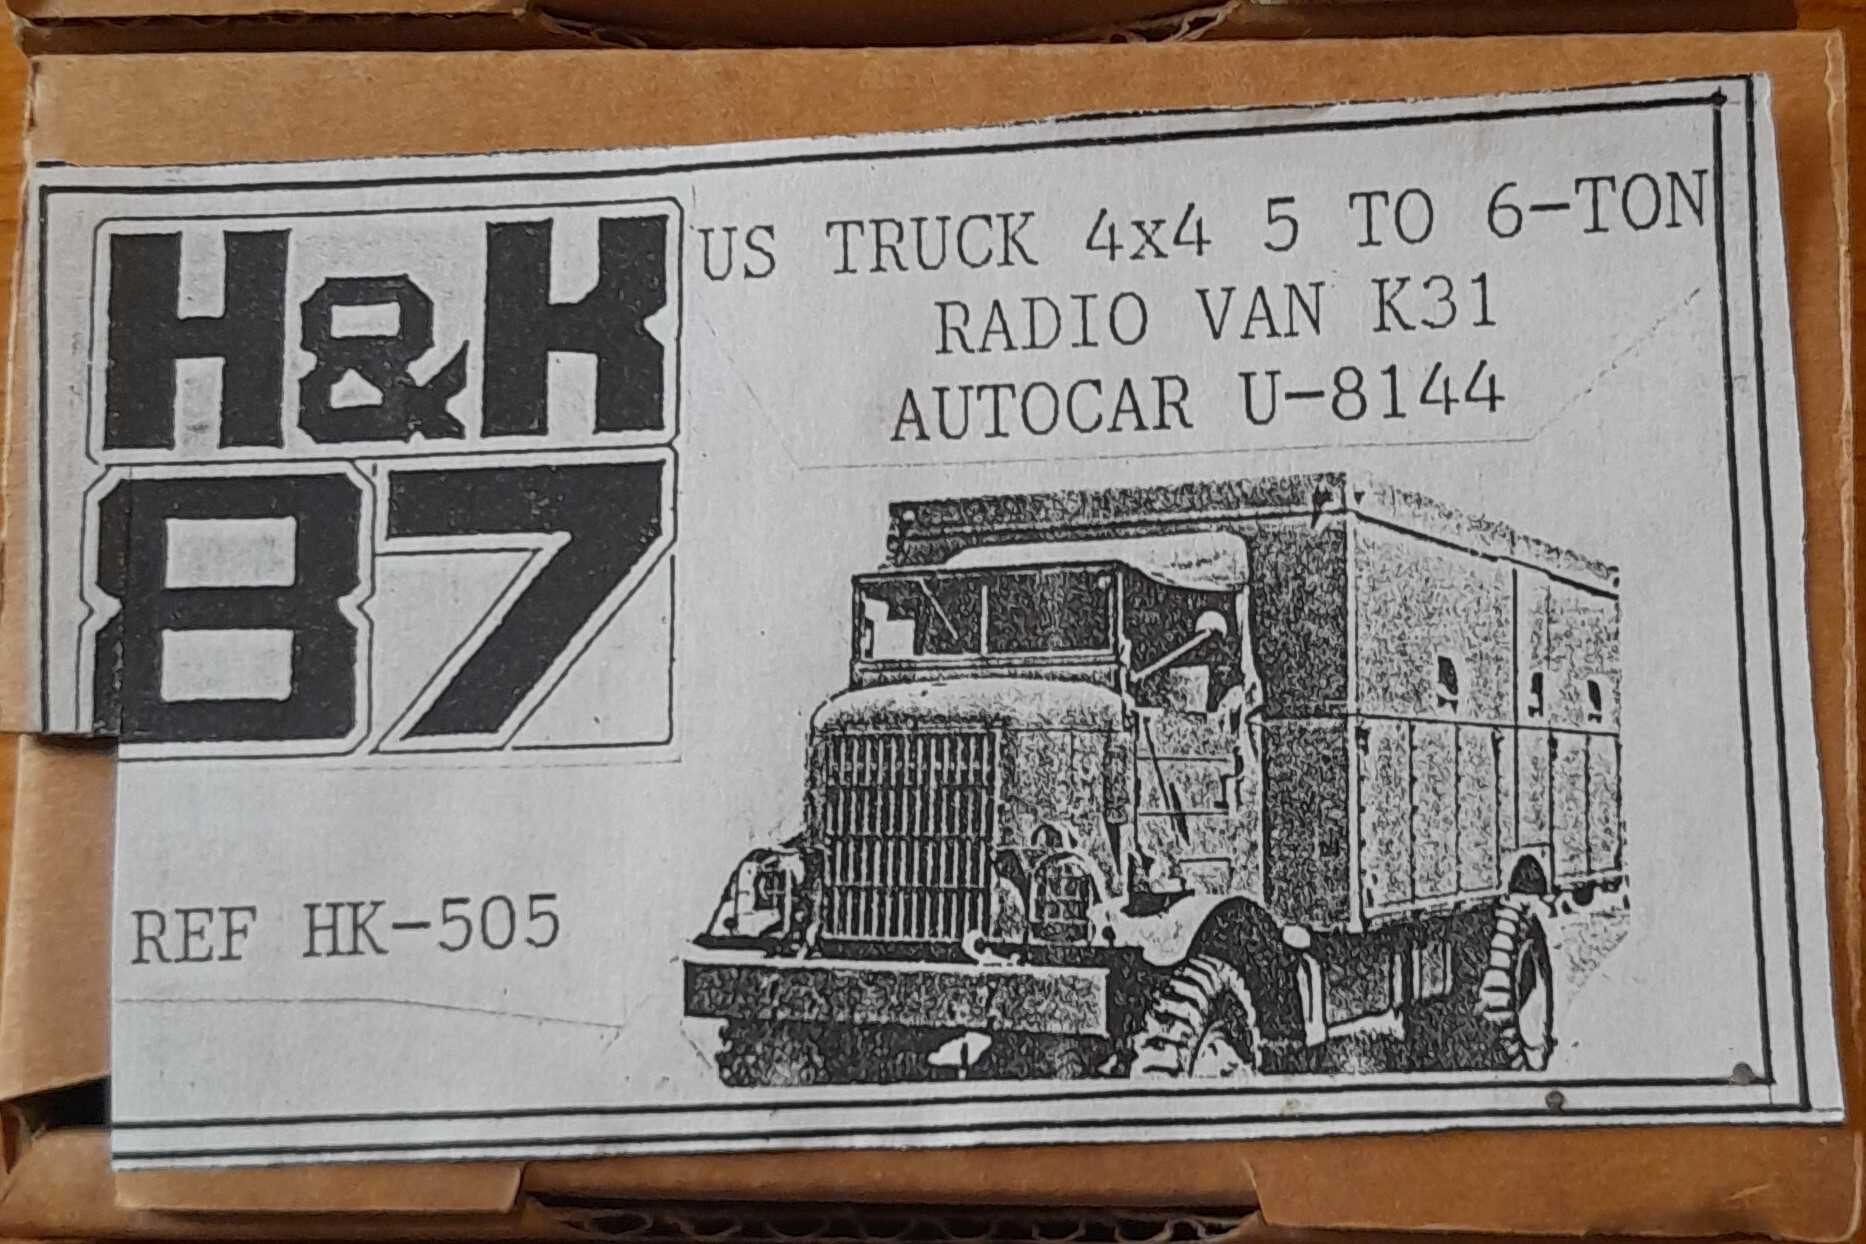 H&K
87
US TRUCK 4x4 5 TO 6-TON
RADIO VAN K31
AUTOCAR U-8144
REF HK-505